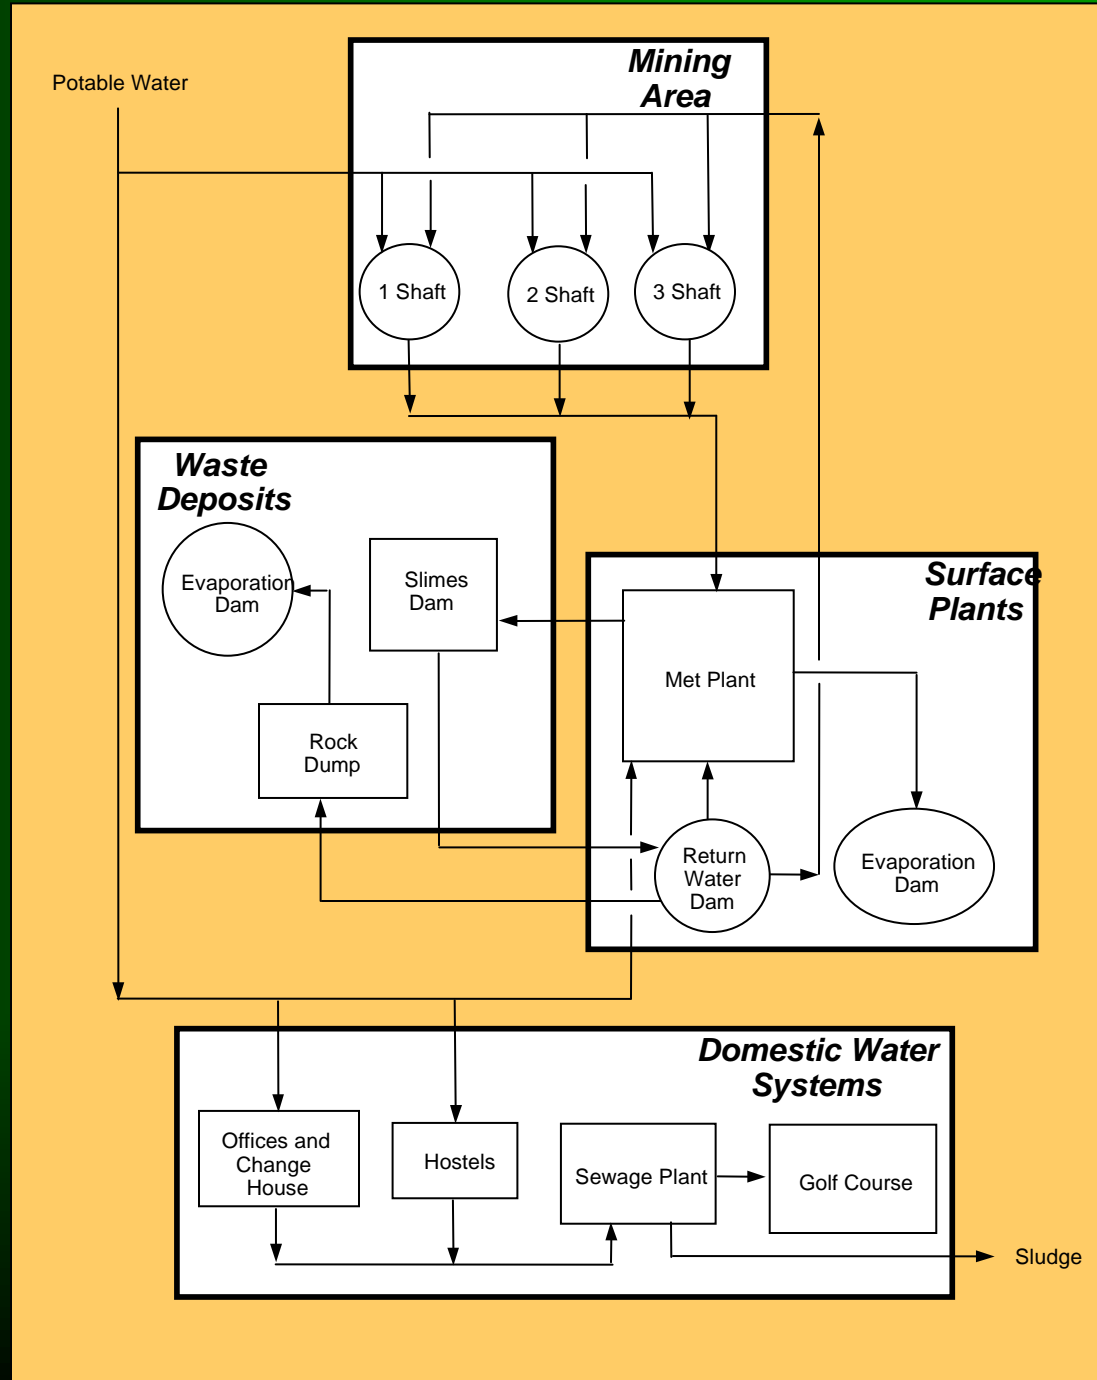 Potable Water
Mining
Area
1 Shaft
2 Shaft
3 Shaft
Waste
Deposits
Evaporation
Dam
Slimes
Dam
Rock
Dump
Surface
Plants
Met Plant
Return
Water
Dam
Evaporation
Dam
Domestic Water
Systems
Offices and
Change
House
Hostels
Sewage Plant
Golf Course
Sludge